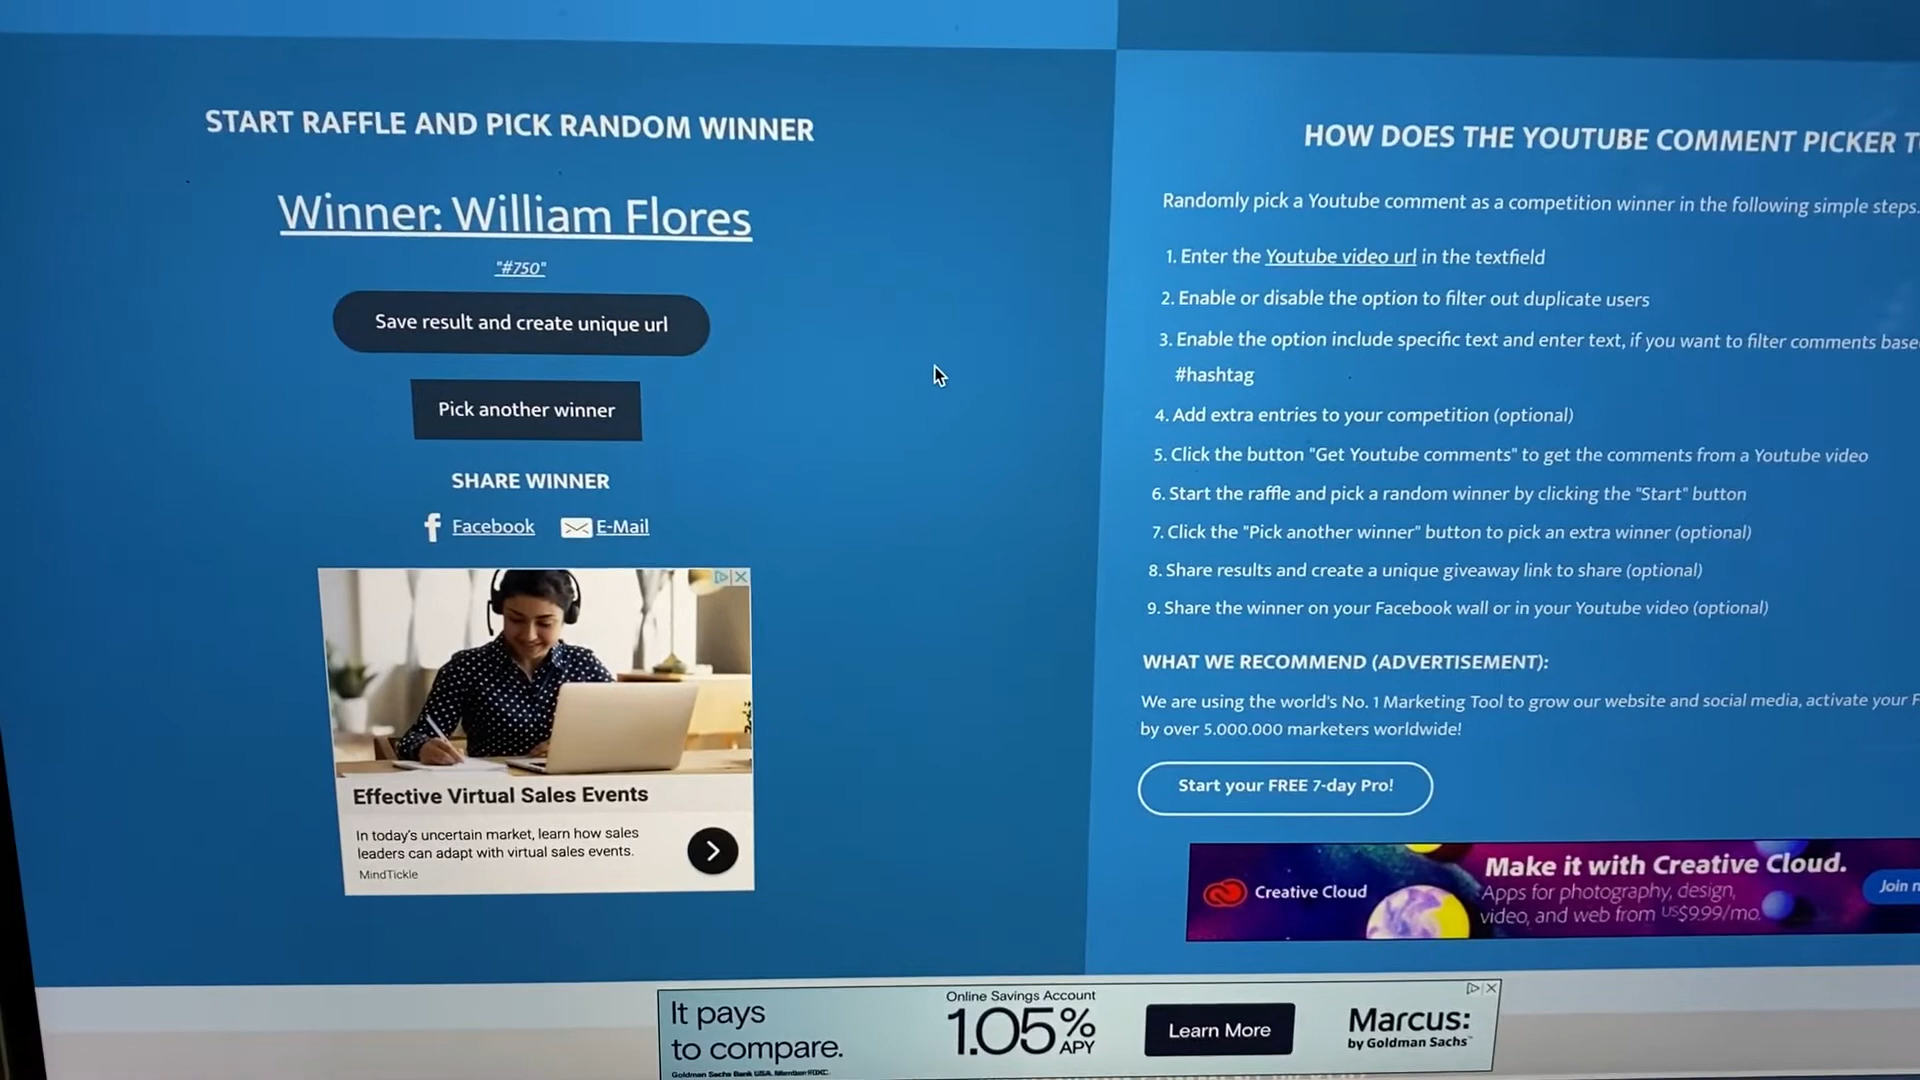 START RAFFLE AND PICK RANDOM WINNER
Winner: William Flores
"#750"
Save result and create unique url
Pick another winner
SHARE WINNER
Facebook
E-Mail
Effective Virtual Sales Events
In today's uncertain market, learn how sales
leaders can adapt with virtual sales events.
MindTickle
HOW DOES THE YOUTUBE COMMENT PICKER
Randomly pick a Youtube comment as a competition winner in the following simple steps.
1. Enter the Youtube video url in the textfield
2. Enable or disable the option to filter out duplicate users
3. Enable the option include specific text and enter text, if you want to filter comments base
#hashtag
4. Add extra entries to your competition (optional)
5. Click the button "Get Youtube comments" to get the comments from a Youtube video
6. Start the raffle and pick a random winner by clicking the "Start" button
7. Click the "Pick another winner" button to pick an extra winner (optional)
8. Share results and create a unique giveaway link to share (optional)
9. Share the winner on your Facebook wall or in your Youtube video (optional)
WHAT WE RECOMMEND (ADVERTISEMENT):
We are using the world's No. 1 Marketing Tool to grow our website and social media, activate your
by over 5.000.000 marketers worldwide!
Start your FREE 7-day Pro!
Creative Cloud
Make it with Creative Cloud.
Apps for photography, design,
video, and web from US$9.99/mo.
Join
It pays
to compare.
Goldman Sachs Bank USA. Member FDIC.
Online Savings Account
1.05% APY
Learn More
Marcus:
by Goldman Sachs™